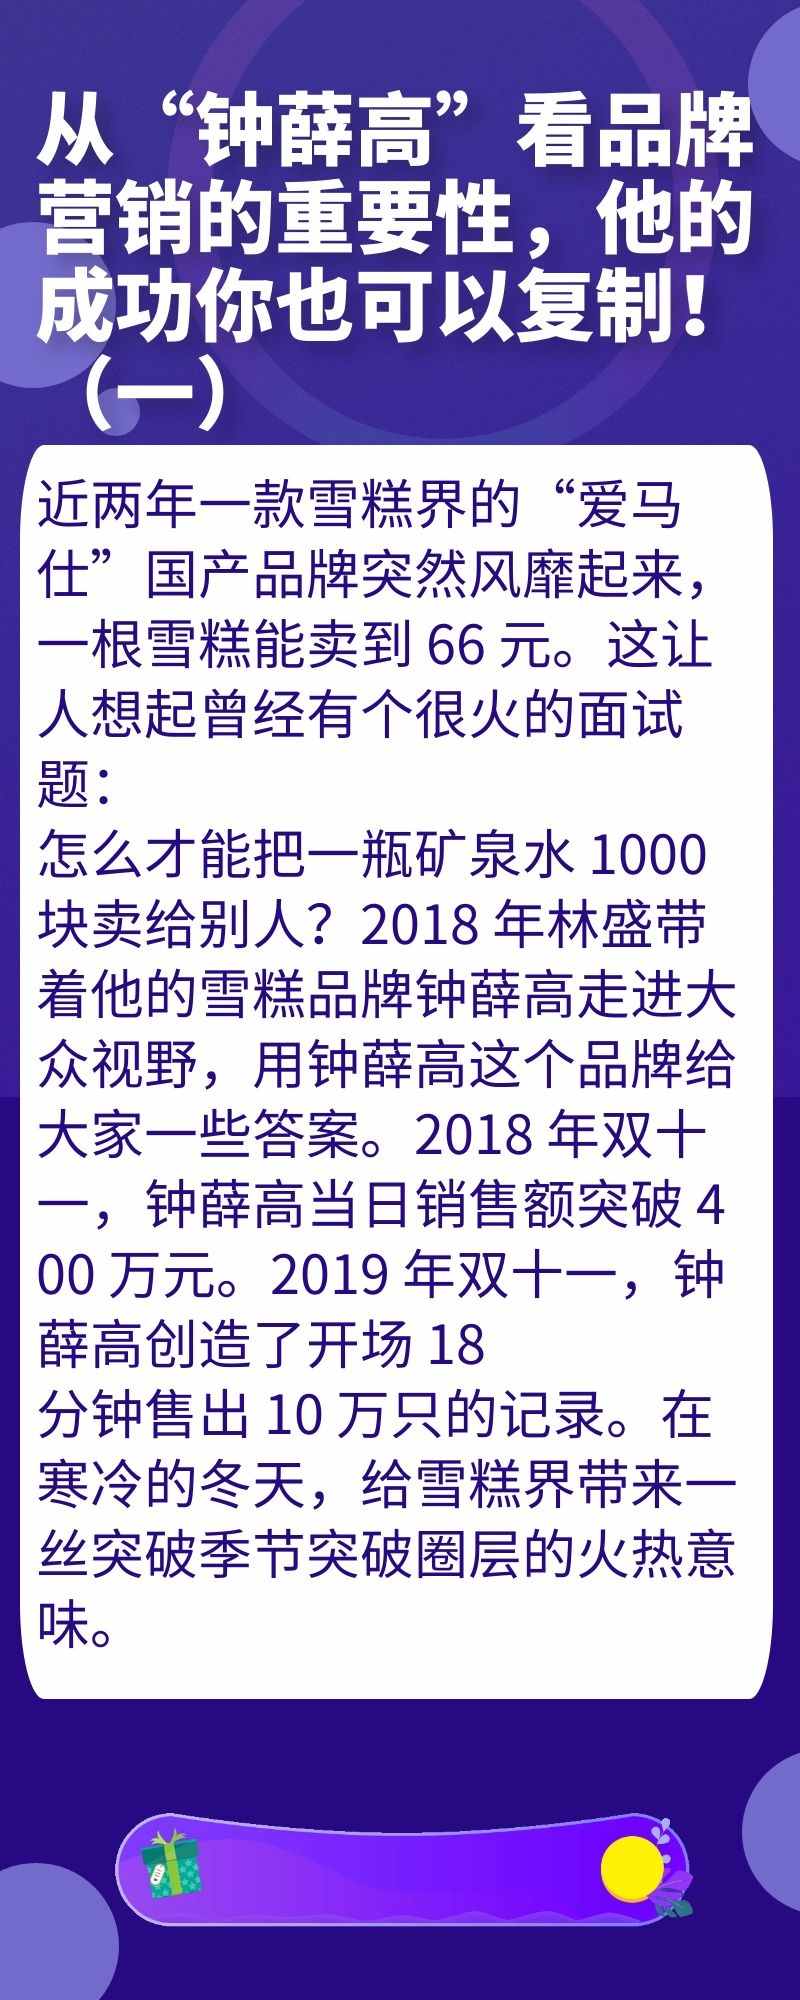 从“钟薛高”看品牌
营销的重要性，他的
成功你也可以复制！
（一）
近两年一款雪糕界的“爱马
仕”国产品牌突然风靡起来，
一根雪糕能卖到 66 元。这让
人想起曾经有个很火的面试
题：
怎么才能把一瓶矿泉水 1000
块卖给别人？2018 年林盛带
着他的雪糕品牌钟薛高走进大
众视野，用钟薛高这个品牌给
大家一些答案。2018 年双十
一，钟薛高当日销售额突破 4
00 万元。2019 年双十一，钟
薛高创造了开场 18
分钟售出 10 万只的记录。在
寒冷的冬天，给雪糕界带来一
丝突破季节突破圈层的火热意
味。